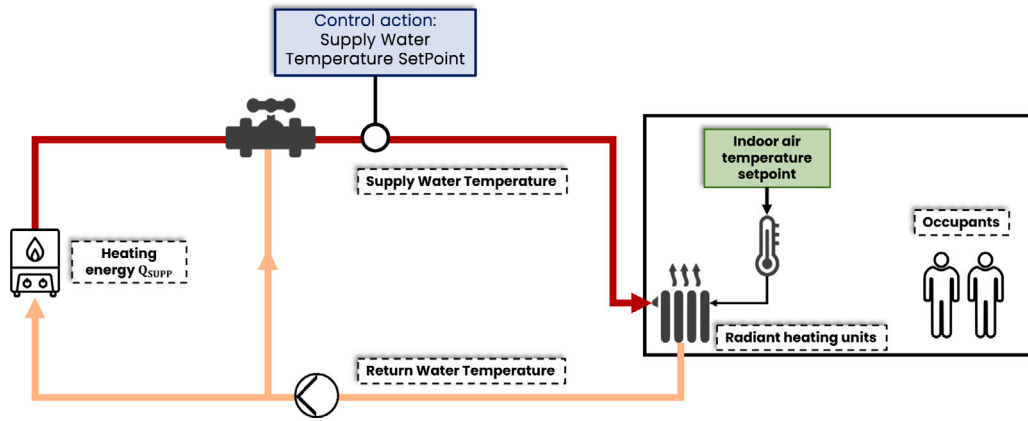 Control action:
Supply Water
Temperature SetPoint
Indoor air
temperature
setpoint
Supply Water Temperature
Occupants
Heating
energy Q_SUPP
Radiant heating units
Return Water Temperature